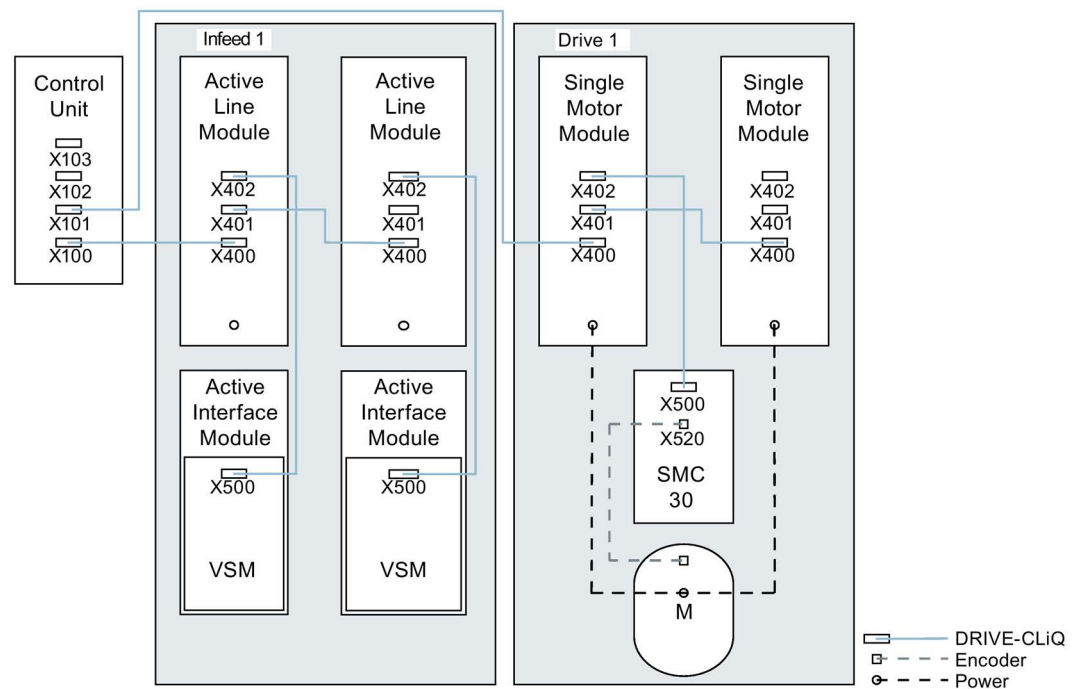 Control
Unit
X103
X102
X101
X100
Infeed 1
Active
Line
Module
X402
X401
X400
Active
Line
Module
X402
X401
X400
Active
Interface
Module
X500
VSM
Active
Interface
Module
X500
VSM
Drive 1
Single
Motor
Module
X402
X401
X400
Single
Motor
Module
X402
X401
X400
X500
X520
SMC
30
M
DRIVE-CLiQ
Encoder
Power